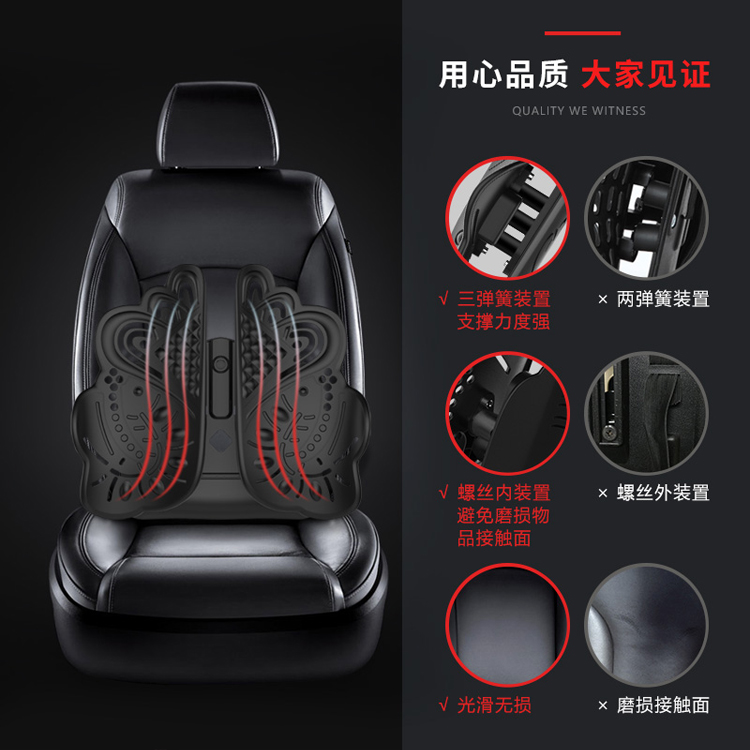 用心品质 大家见证
QUALITY WE WITNESS
√ 三弹簧装置
支撑力度强
× 两弹簧装置
√ 螺丝内装置
避免磨损物
品接触面
× 螺丝外装置
√ 光滑无损
× 磨损接触面